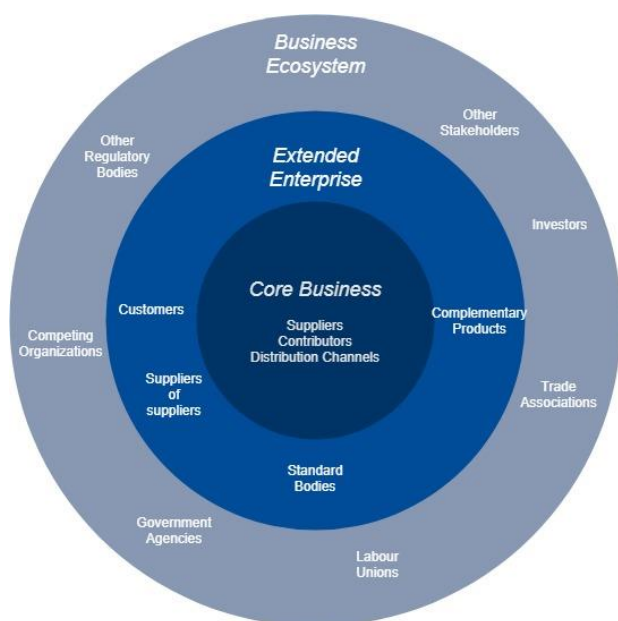 Business
Ecosystem
Other
Stakeholders
Other
Regulatory
Bodies
Extended
Enterprise
Investors
Core Business
Customers
Complementary
Products
Suppliers
Contributors
Distribution Channels
Competing
Organizations
Suppliers
of
suppliers
Trade
Associations
Standard
Bodies
Government
Agencies
Labour
Unions